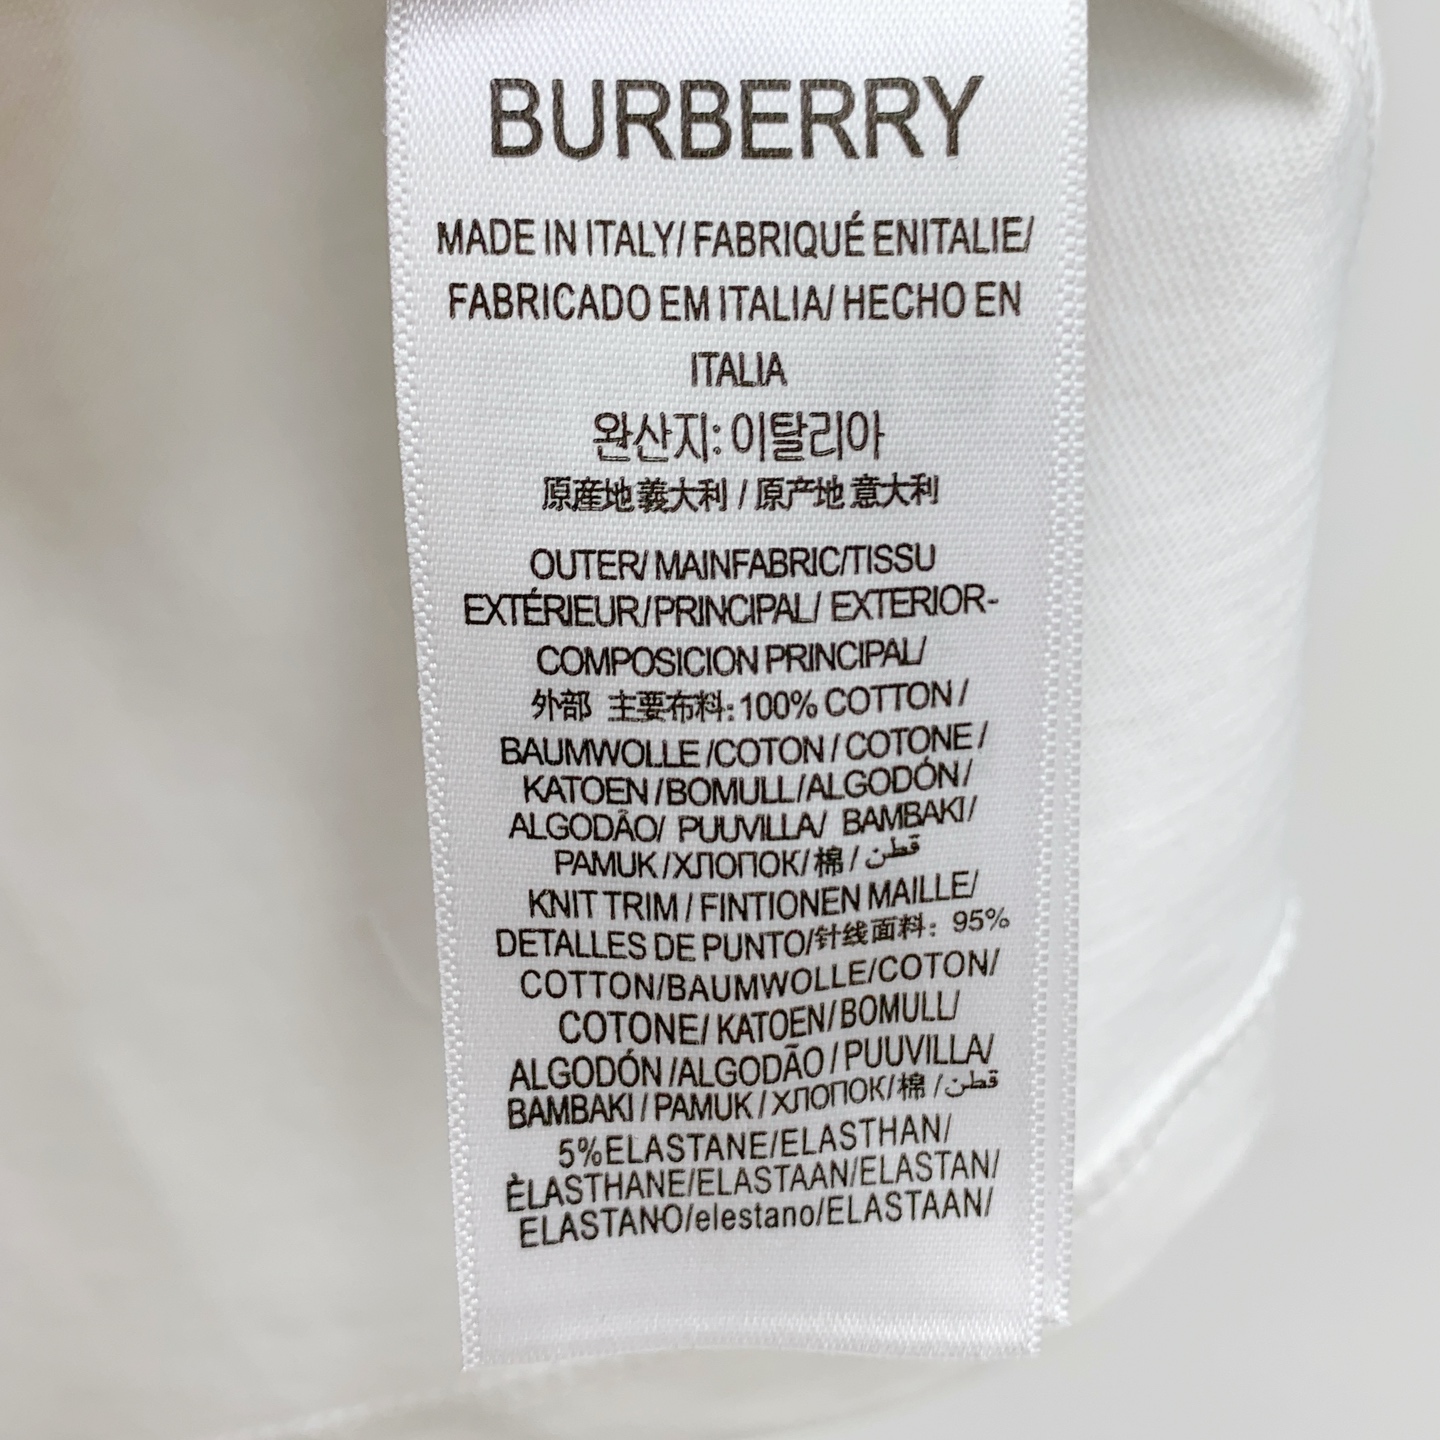 BURBERRY
MADE IN ITALY/ FABRIQUÉ ENITALIE/
FABRICADO EM ITALIA/ HECHO EN
ITALIA
완산지: 이탈리아
原産地 義大利 / 原产地 意大利
OUTER/ MAINFABRIC/TISSU
EXTÉRIEUR/PRINCIPAL/ EXTERIOR-
COMPOSICION PRINCIPAL/
外部 主要布料: 100% COTTON /
BAUMWOLLE /COTON / COTONE /
KATOEN /BOMULL/ALGODÓN/
ALGODÃO/ PUUVILLA/ BAMBAKI/
PAMUK /ХЛОПОК/ 棉 / قطن
KNIT TRIM / FINTIONEN MAILLE/
DETALLES DE PUNTO/针线面料: 95%
COTTON/BAUMWOLLE/COTON/
COTONE/ KATOEN/BOMULL/
ALGODÓN /ALGODÃO / PUUVILLA/
BAMBAKI / PAMUK / ХЛОПОК/ 棉 / قطن
5%ELASTANE/ELASTHAN/
ÈLASTHANE/ELASTAAN/ELASTAN/
ELASTANO/elestano/ELASTAAN/